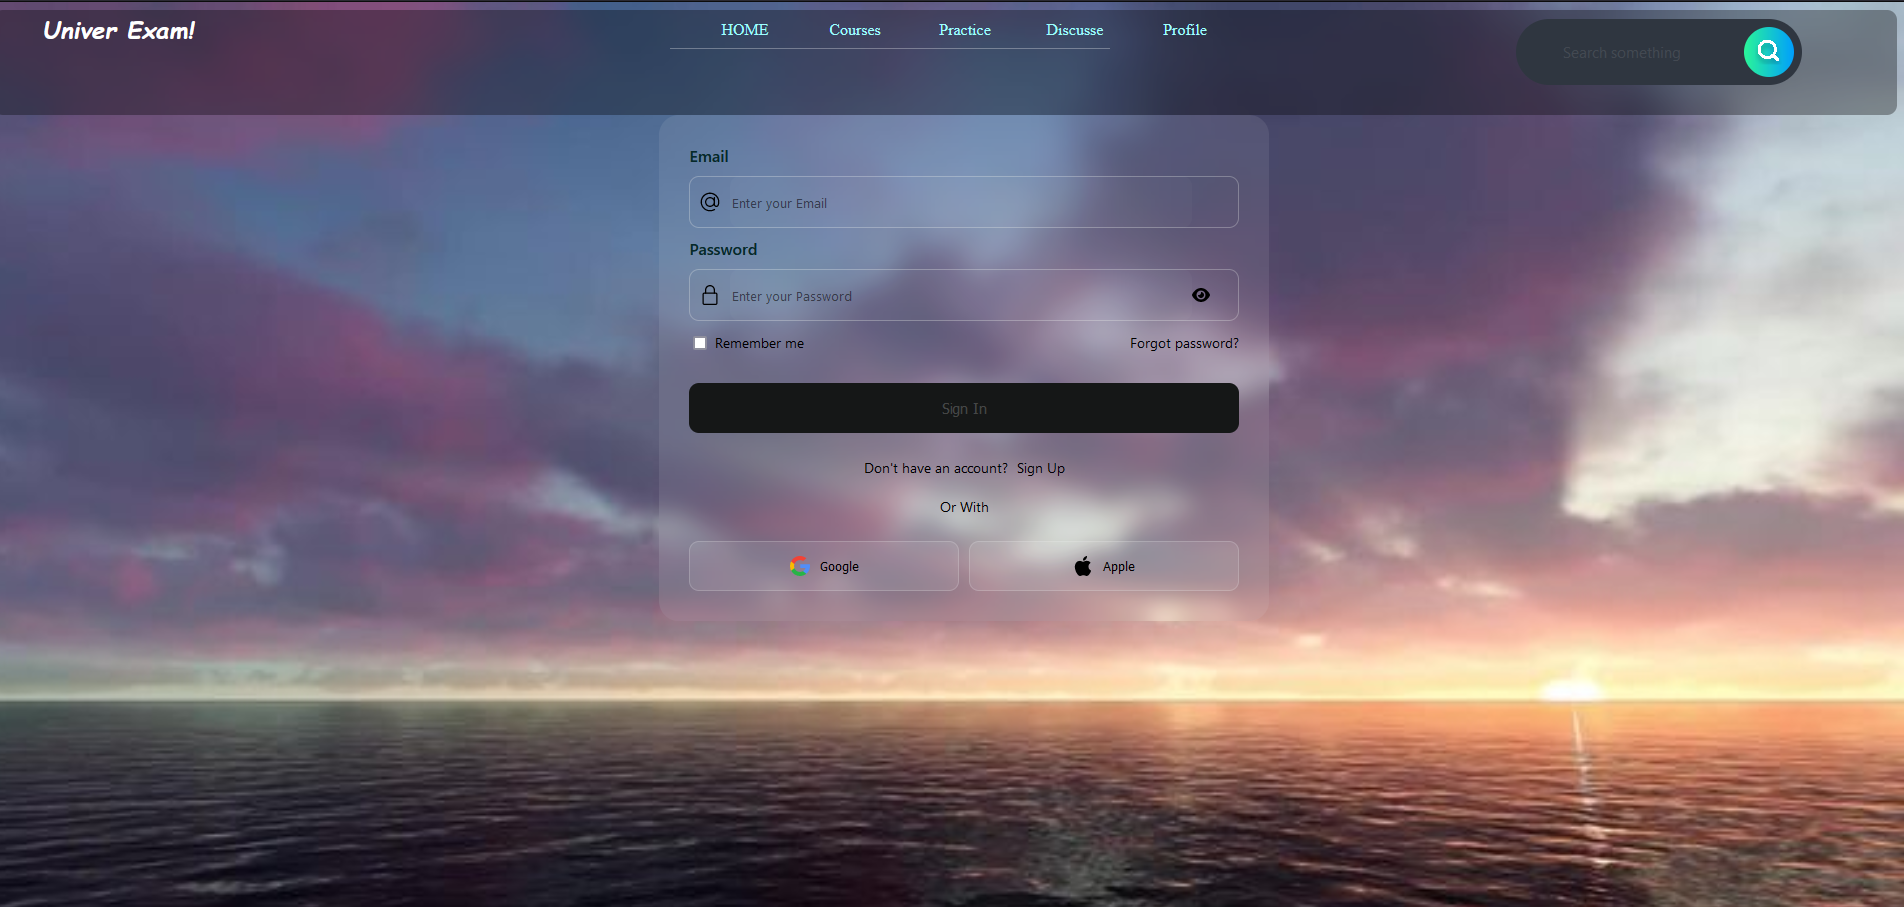 Univer Exam!
HOME Courses Practice Discusse Profile
Search something
Email
Enter your Email
Password
Enter your Password
Remember me Forgot password?
Sign In
Don't have an account? Sign Up
Or With
Google Apple